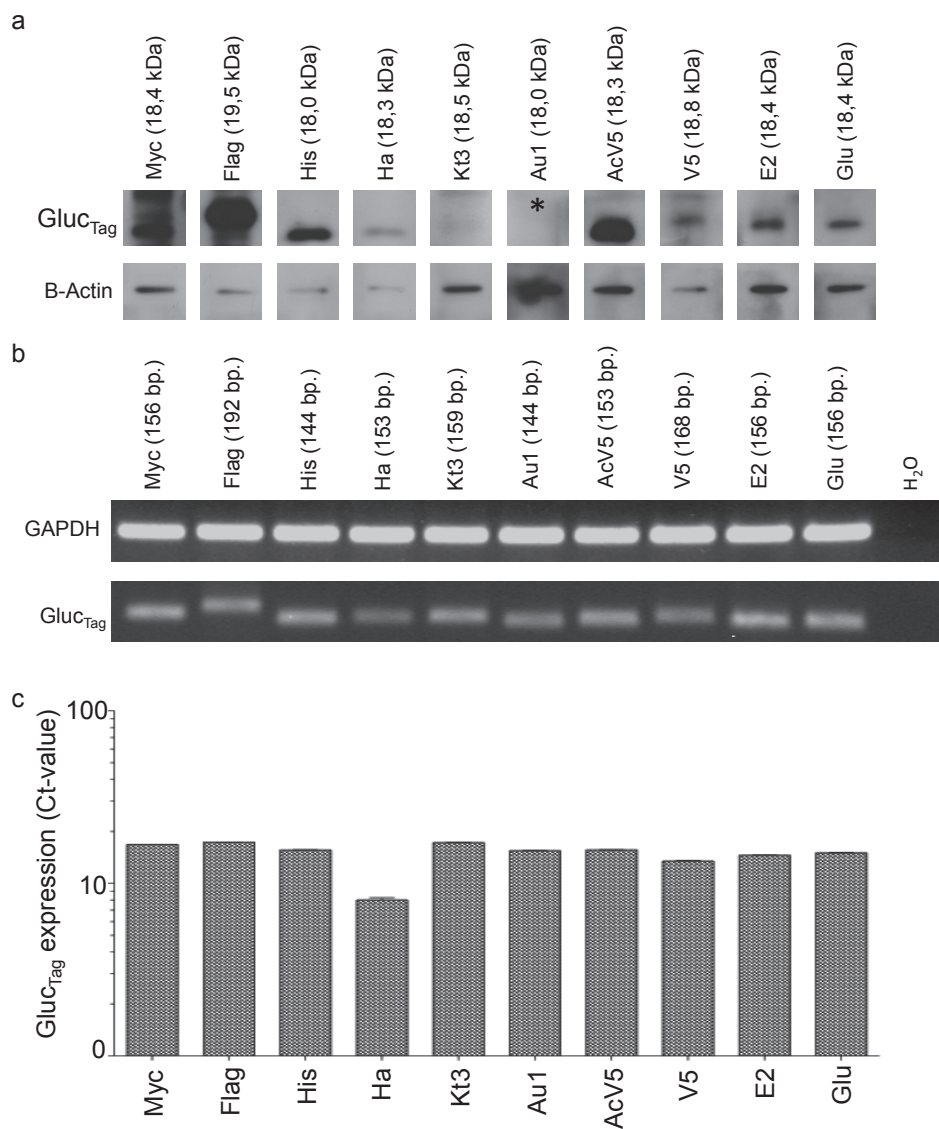 a
Myc (18,4 kDa)
Flag (19,5 kDa)
His (18,0 kDa)
Ha (18,3 kDa)
Kt3 (18,5 kDa)
Au1 (18,0 kDa)
AcV5 (18,3 kDa)
V5 (18,8 kDa)
E2 (18,4 kDa)
Glu (18,4 kDa)
Gluc_Tag
*
B-Actin
b
Myc (156 bp.)
Flag (192 bp.)
His (144 bp.)
Ha (153 bp.)
Kt3 (159 bp.)
Au1 (144 bp.)
AcV5 (153 bp.)
V5 (168 bp.)
E2 (156 bp.)
Glu (156 bp.)
H₂O
GAPDH
Gluc_Tag
c
Gluc_Tag expression (Ct-value)
100
10
0
Myc
Flag
His
Ha
Kt3
Au1
AcV5
V5
E2
Glu